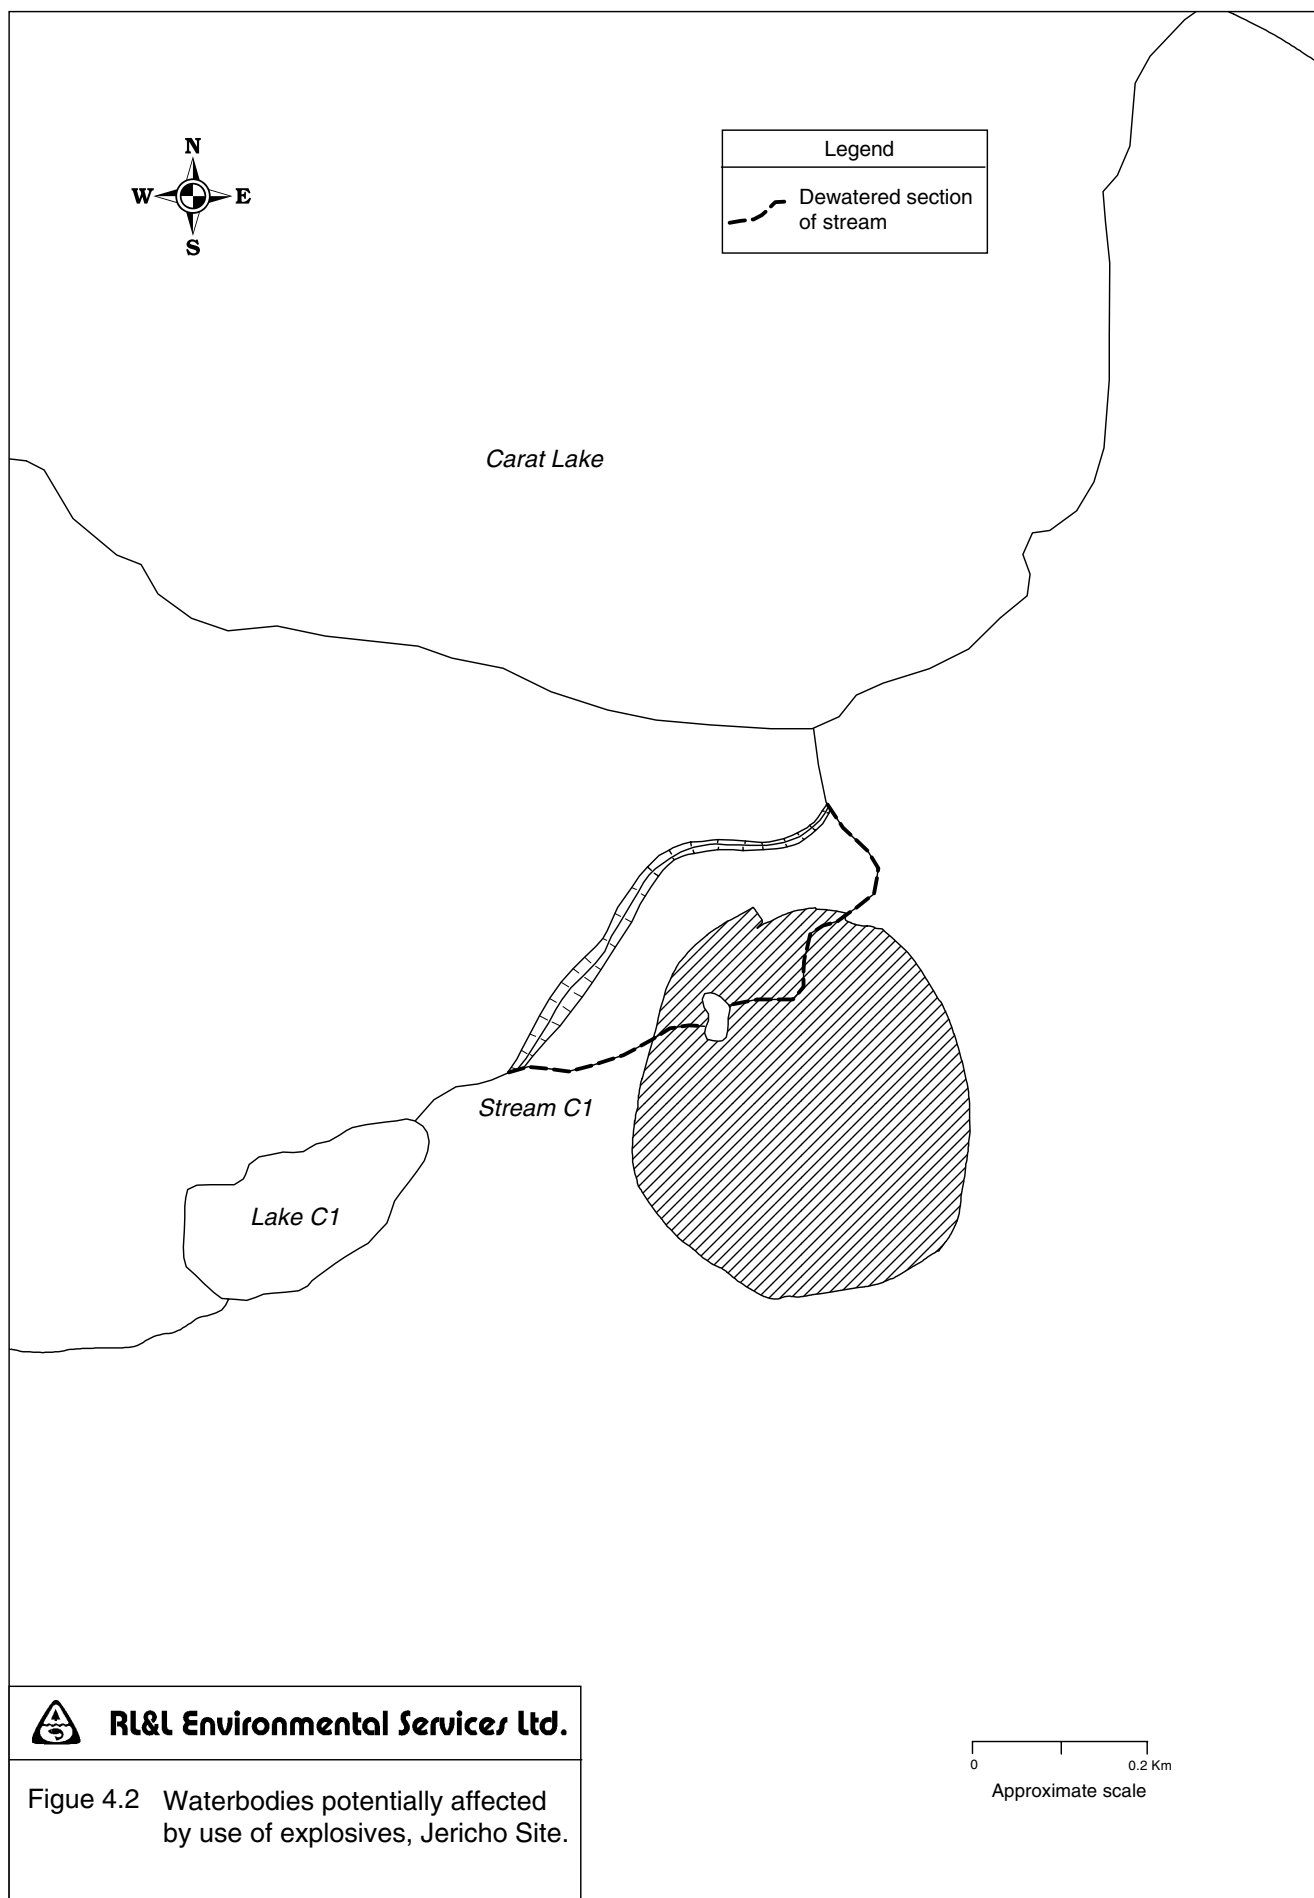 N
W E
S
Legend
Dewatered section
of stream
Carat Lake
Stream C1
Lake C1
RL&L Environmental Services Ltd.
Figue 4.2 Waterbodies potentially affected
by use of explosives, Jericho Site.
0 0.2 Km
Approximate scale